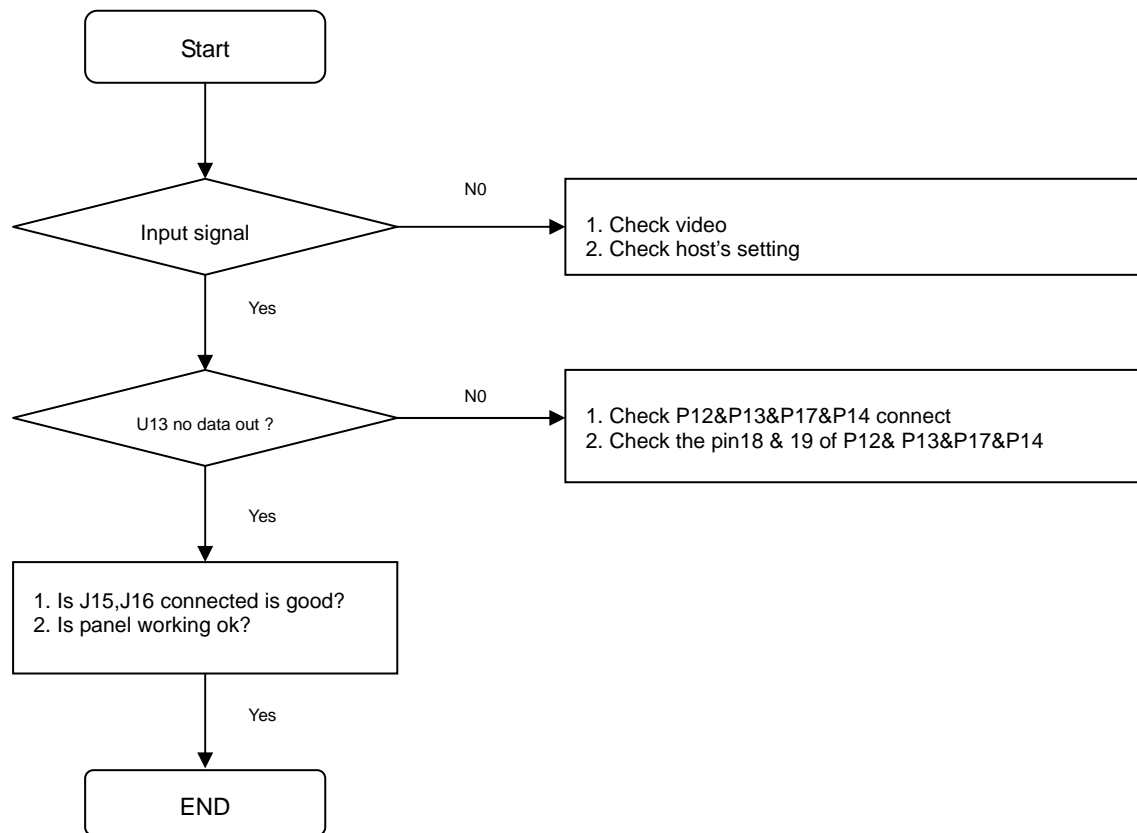 Start
Input signal
N0
1. Check video
2. Check host's setting
Yes
U13 no data out ?
N0
1. Check P12&P13&P17&P14 connect
2. Check the pin18 & 19 of P12& P13&P17&P14
Yes
1. Is J15,J16 connected is good?
2. Is panel working ok?
Yes
END